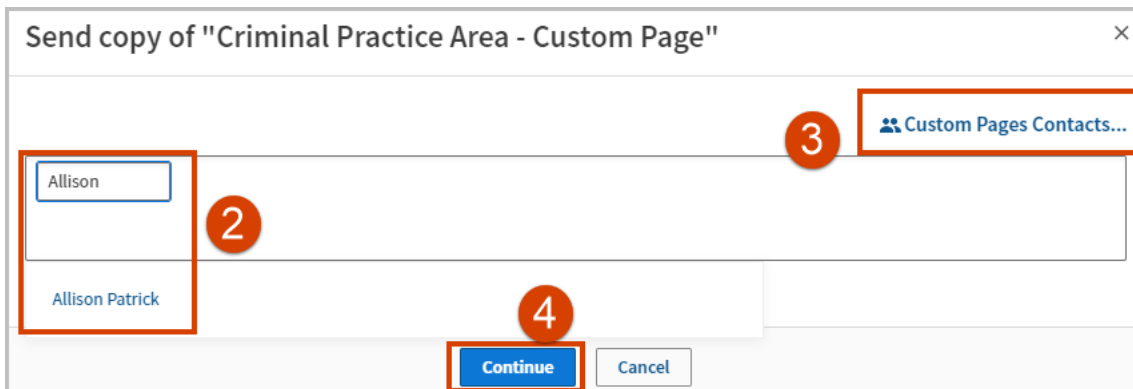 Send copy of "Criminal Practice Area - Custom Page"
×
3
Custom Pages Contacts...
Allison
2
Allison Patrick
4
Continue
Cancel